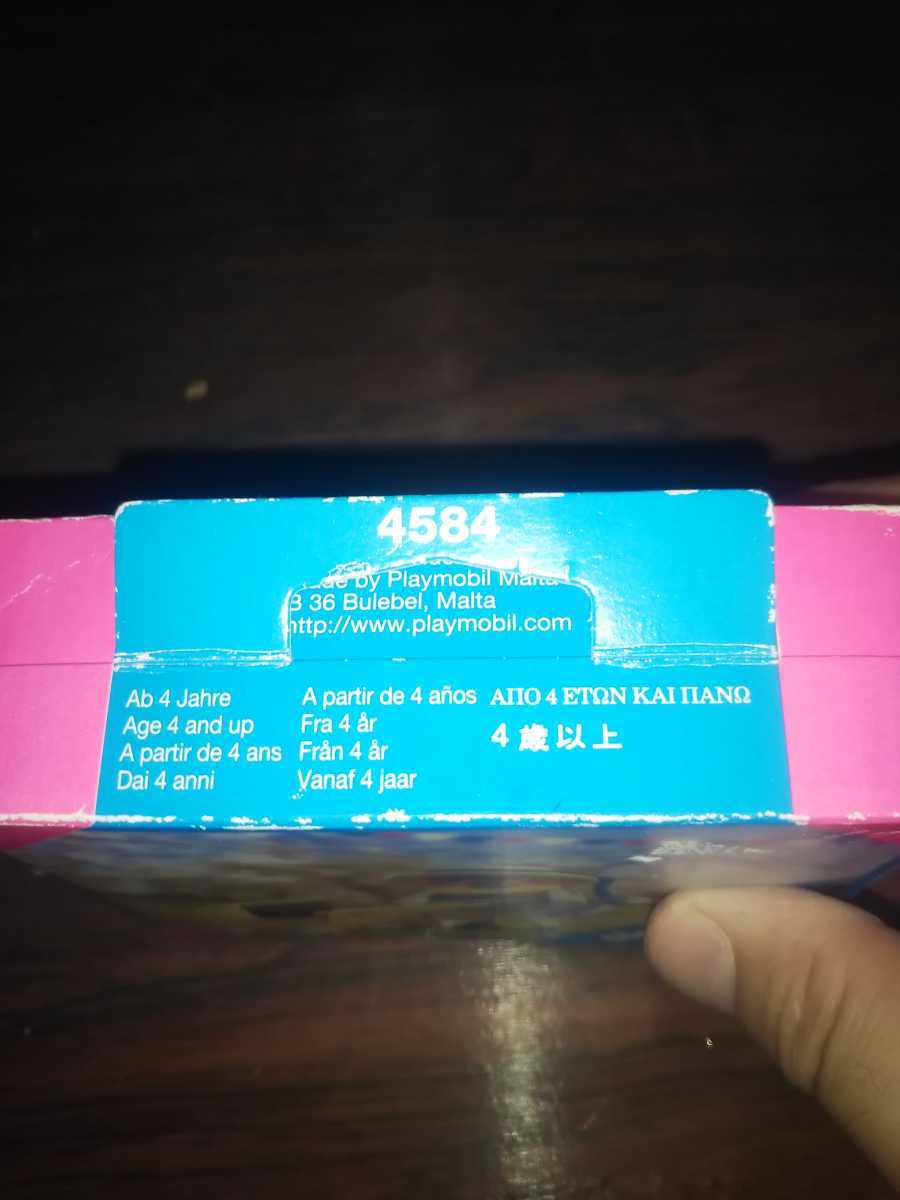 4584
by Playmobil Malta
36 Bulebel, Malta
http://www.playmobil.com
Ab 4 Jahre
Age 4 and up
A partir de 4 ans
Dai 4 anni
A partir de 4 años
Fra 4 år
Från 4 år
Vanaf 4 jaar
ΑΠΟ 4 ΕΤΩΝ ΚΑΙ ΠΑΝΩ
4 歳以上